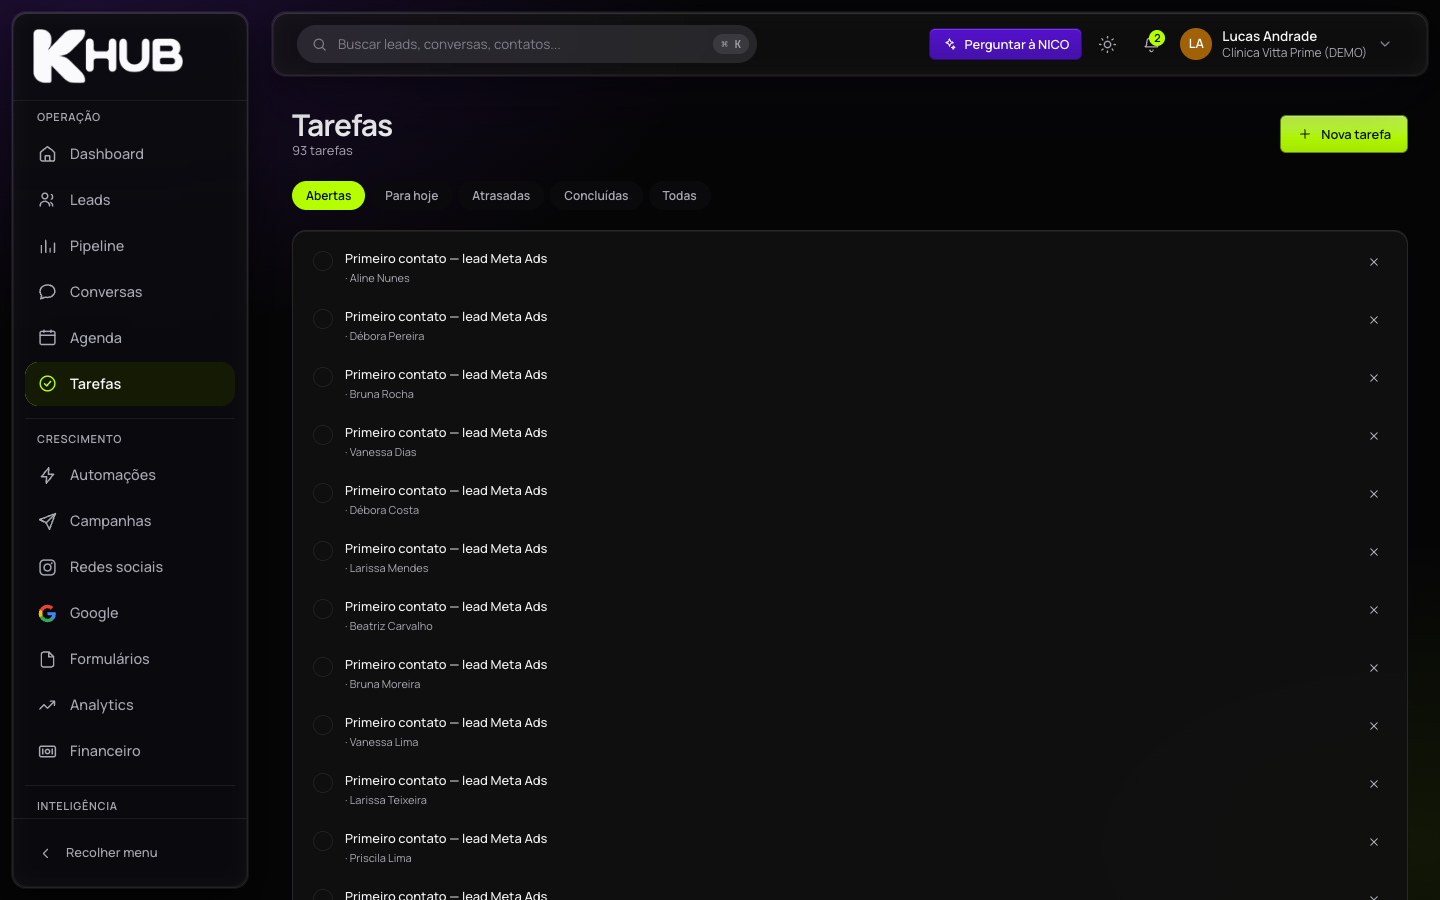 KHUB
Buscar leads, conversas, contatos...
⌘ K
Perguntar à NICO
2
LA
Lucas Andrade
Clínica Vitta Prime (DEMO)
OPERAÇÃO
Dashboard
Leads
Pipeline
Conversas
Agenda
Tarefas
CRESCIMENTO
Automações
Campanhas
Redes sociais
Google
Formulários
Analytics
Financeiro
INTELIGÊNCIA
Recolher menu
Tarefas
93 tarefas
+ Nova tarefa
Abertas
Para hoje
Atrasadas
Concluídas
Todas
Primeiro contato — lead Meta Ads
· Aline Nunes
Primeiro contato — lead Meta Ads
· Débora Pereira
Primeiro contato — lead Meta Ads
· Bruna Rocha
Primeiro contato — lead Meta Ads
· Vanessa Dias
Primeiro contato — lead Meta Ads
· Débora Costa
Primeiro contato — lead Meta Ads
· Larissa Mendes
Primeiro contato — lead Meta Ads
· Beatriz Carvalho
Primeiro contato — lead Meta Ads
· Bruna Moreira
Primeiro contato — lead Meta Ads
· Vanessa Lima
Primeiro contato — lead Meta Ads
· Larissa Teixeira
Primeiro contato — lead Meta Ads
· Priscila Lima
Primeiro contato — lead Meta Ads